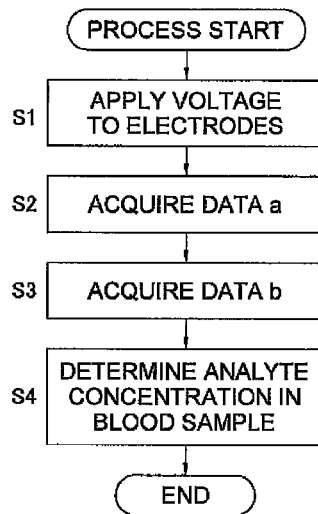 PROCESS START
S1
APPLY VOLTAGE
TO ELECTRODES
S2
ACQUIRE DATA a
S3
ACQUIRE DATA b
S4
DETERMINE ANALYTE
CONCENTRATION IN
BLOOD SAMPLE
END